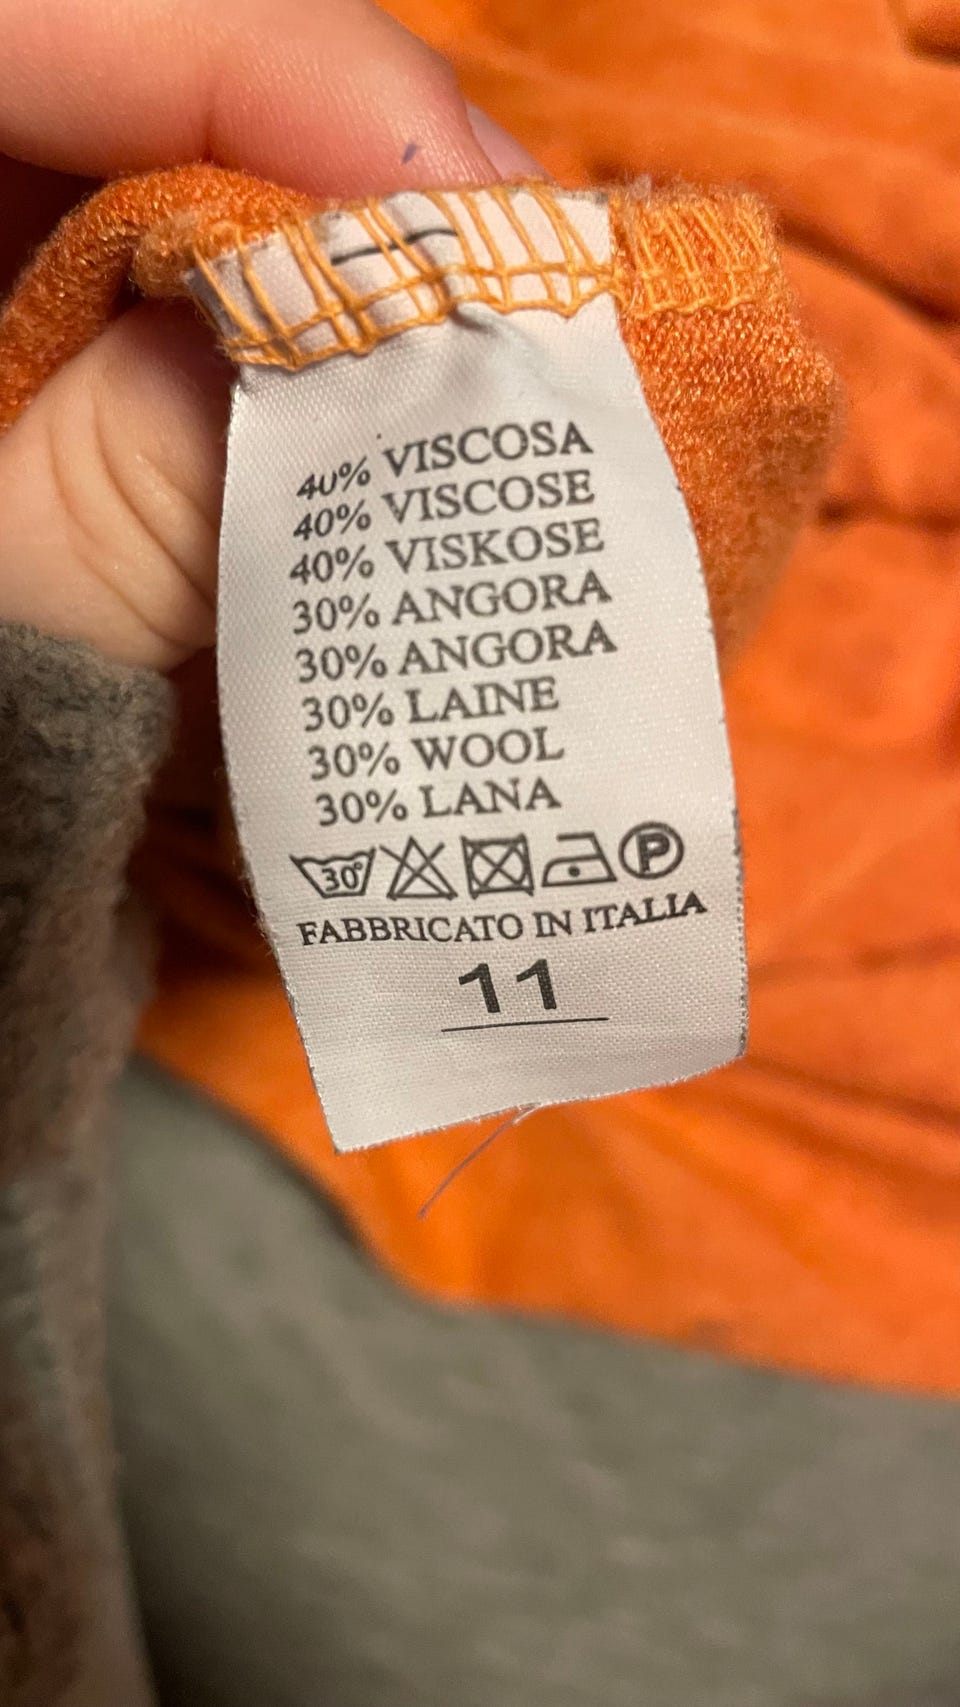 40% VISCOSA
40% VISCOSE
40% VISKOSE
30% ANGORA
30% ANGORA
30% LAINE
30% WOOL
30% LANA
30° P
FABBRICATO IN ITALIA
11